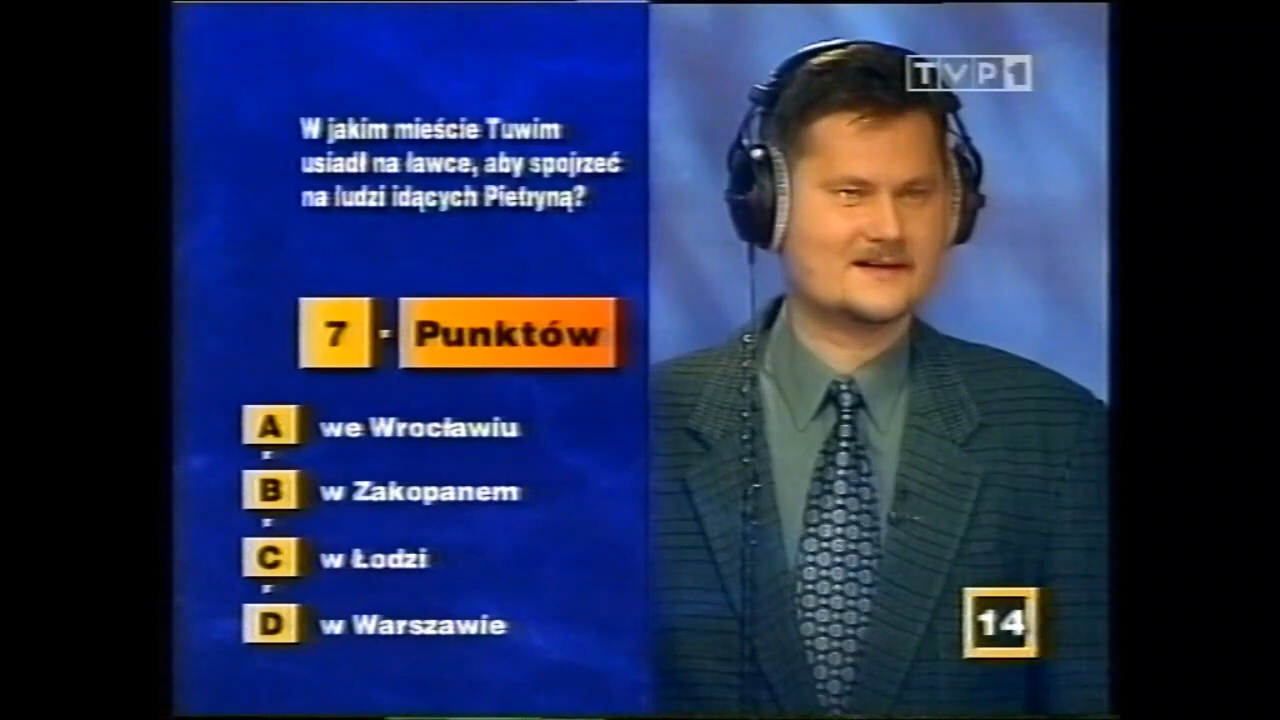 TVP1
W jakim mieście Tuwim
usiadł na ławce, aby spojrzeć
na ludzi idących Pietryną?
7 Punktów
A we Wrocławiu
B w Zakopanem
C w Łodzi
D w Warszawie
14